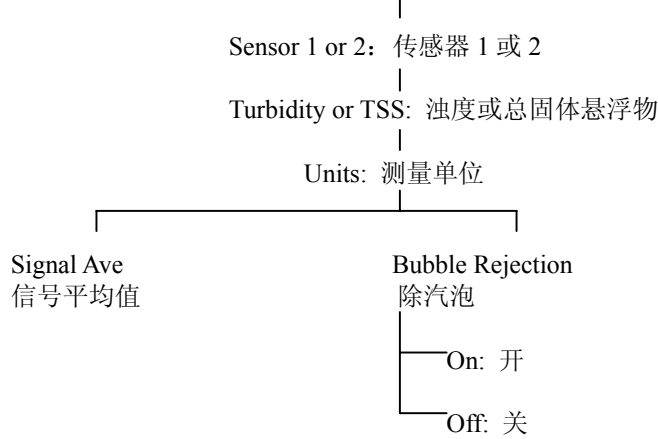 Sensor 1 or 2：传感器 1 或 2
Turbidity or TSS: 浊度或总固体悬浮物
Units: 测量单位
Signal Ave
信号平均值
Bubble Rejection
除汽泡
On: 开
Off: 关